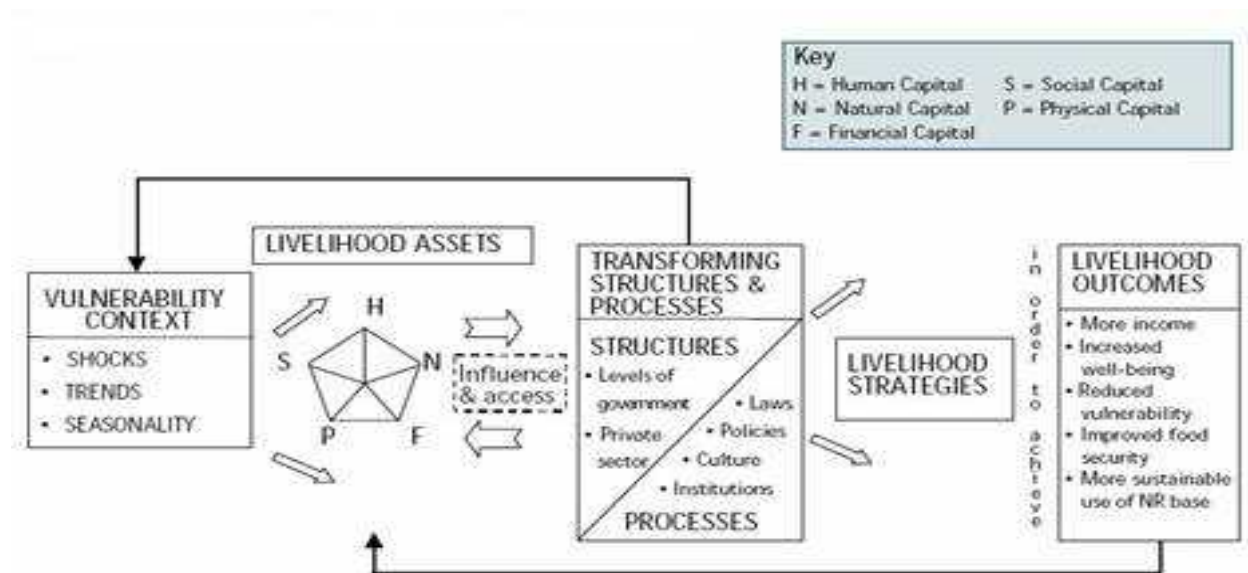 Key
H = Human Capital S = Social Capital
N = Natural Capital P = Physical Capital
F = Financial Capital
LIVELIHOOD ASSETS
VULNERABILITY
CONTEXT
• SHOCKS
• TRENDS
• SEASONALITY
H
S
N
P
F
Influence
& access
TRANSFORMING
STRUCTURES &
PROCESSES
STRUCTURES
• Levels of
government
• Private
sector
• Laws
• Policies
• Culture
• Institutions
PROCESSES
LIVELIHOOD
STRATEGIES
in order to achieve
LIVELIHOOD
OUTCOMES
• More income
• Increased
well-being
• Reduced
vulnerability
• Improved food
security
• More sustainable
use of NR base